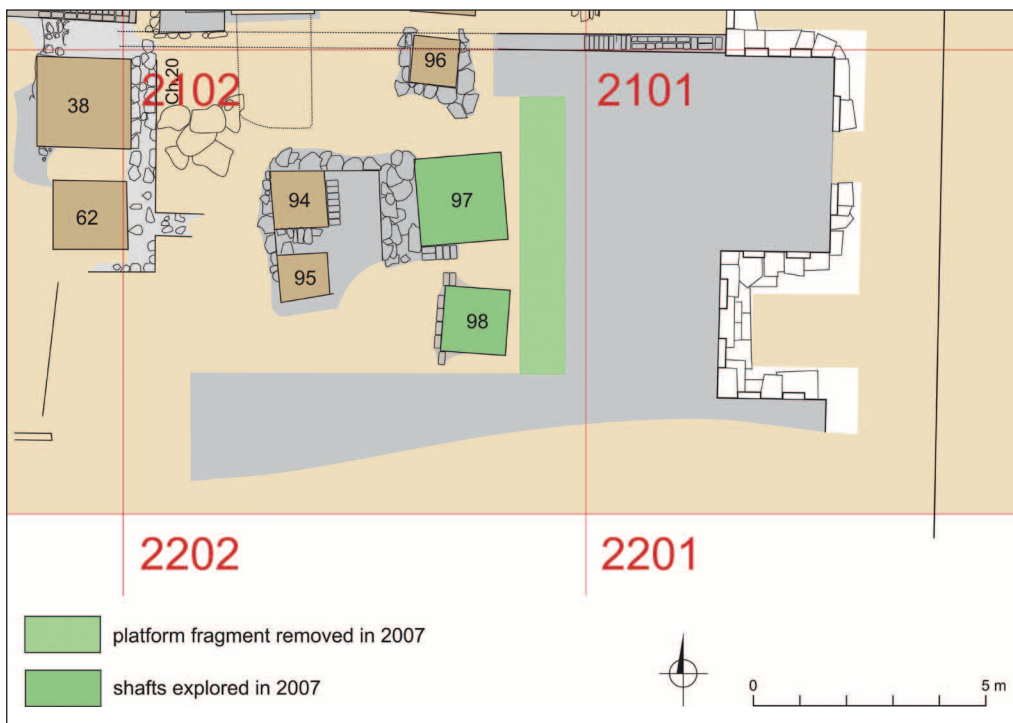 96
38
Ch.20
2102
2101
94
97
62
95
98
2202
2201
platform fragment removed in 2007
shafts explored in 2007
0 5 m